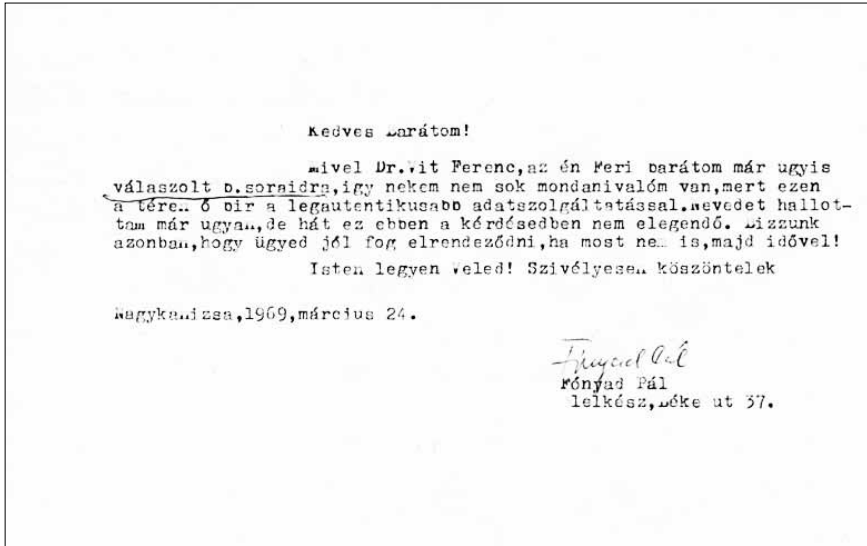 Kedves Barátom!
Mivel Dr.Vit Ferenc,az én Feri barátom már ugyis
válaszolt b.soraidra,igy nekem nem sok mondanivalóm van,mert ezen
a téren ő bir a legautentikusabb adatszolgáltatással.Nevedet hallot-
tam már ugyan,de hát ez ebben a kérdésedben nem elegendő. Bizzunk
azonban,hogy ügyed jól fog elrendeződni,ha most nem is,majd idővel!
Isten legyen Veled! Szivélyesen köszöntelek
Nagykanizsa,1969,március 24.
Fónyad Pál
Fónyad Pál
lelkész,Béke ut 37.